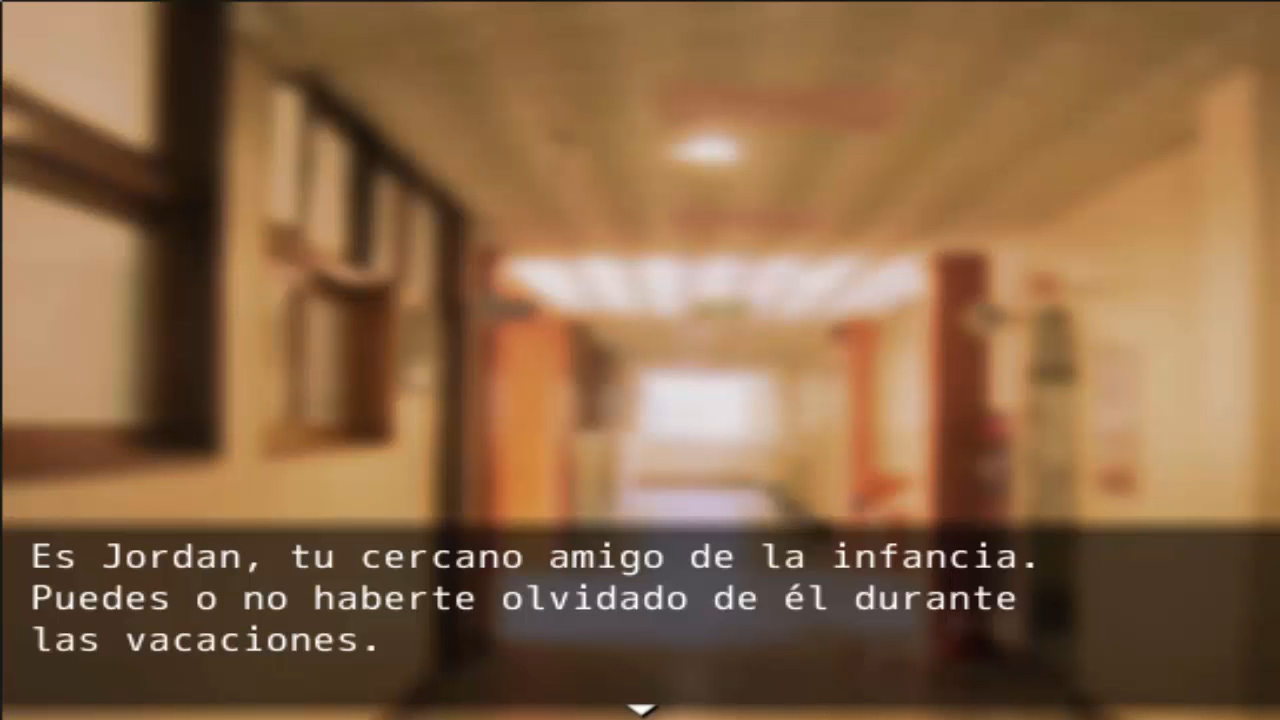 Es Jordan, tu cercano amigo de la infancia.
Puedes o no haberte olvidado de él durante
las vacaciones.